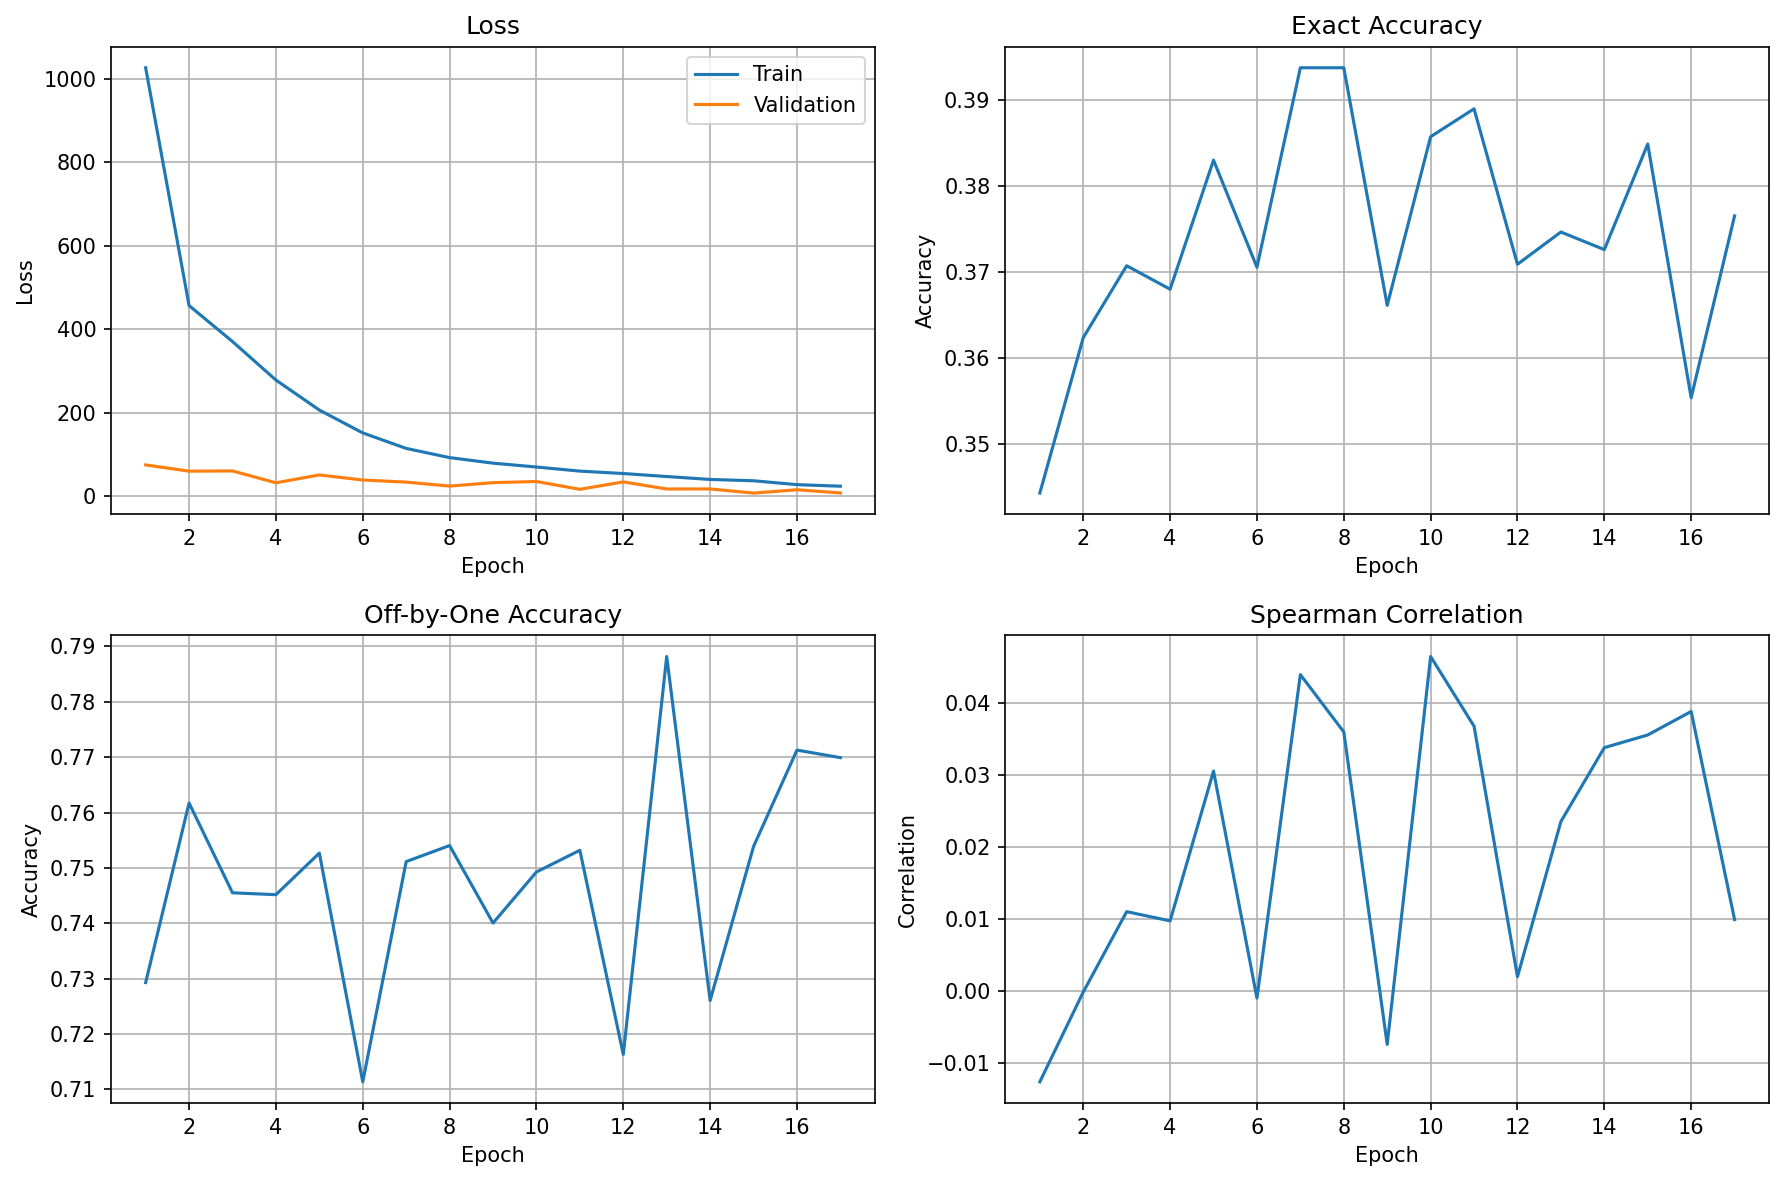 Loss
1000
800
600
400
200
0
Loss
Train
Validation
2 4 6 8 10 12 14 16
Epoch
Exact Accuracy
0.39
0.38
0.37
0.36
0.35
Accuracy
2 4 6 8 10 12 14 16
Epoch
Off-by-One Accuracy
0.79
0.78
0.77
0.76
0.75
0.74
0.73
0.72
0.71
Accuracy
2 4 6 8 10 12 14 16
Epoch
Spearman Correlation
0.04
0.03
0.02
0.01
0.00
−0.01
Correlation
2 4 6 8 10 12 14 16
Epoch